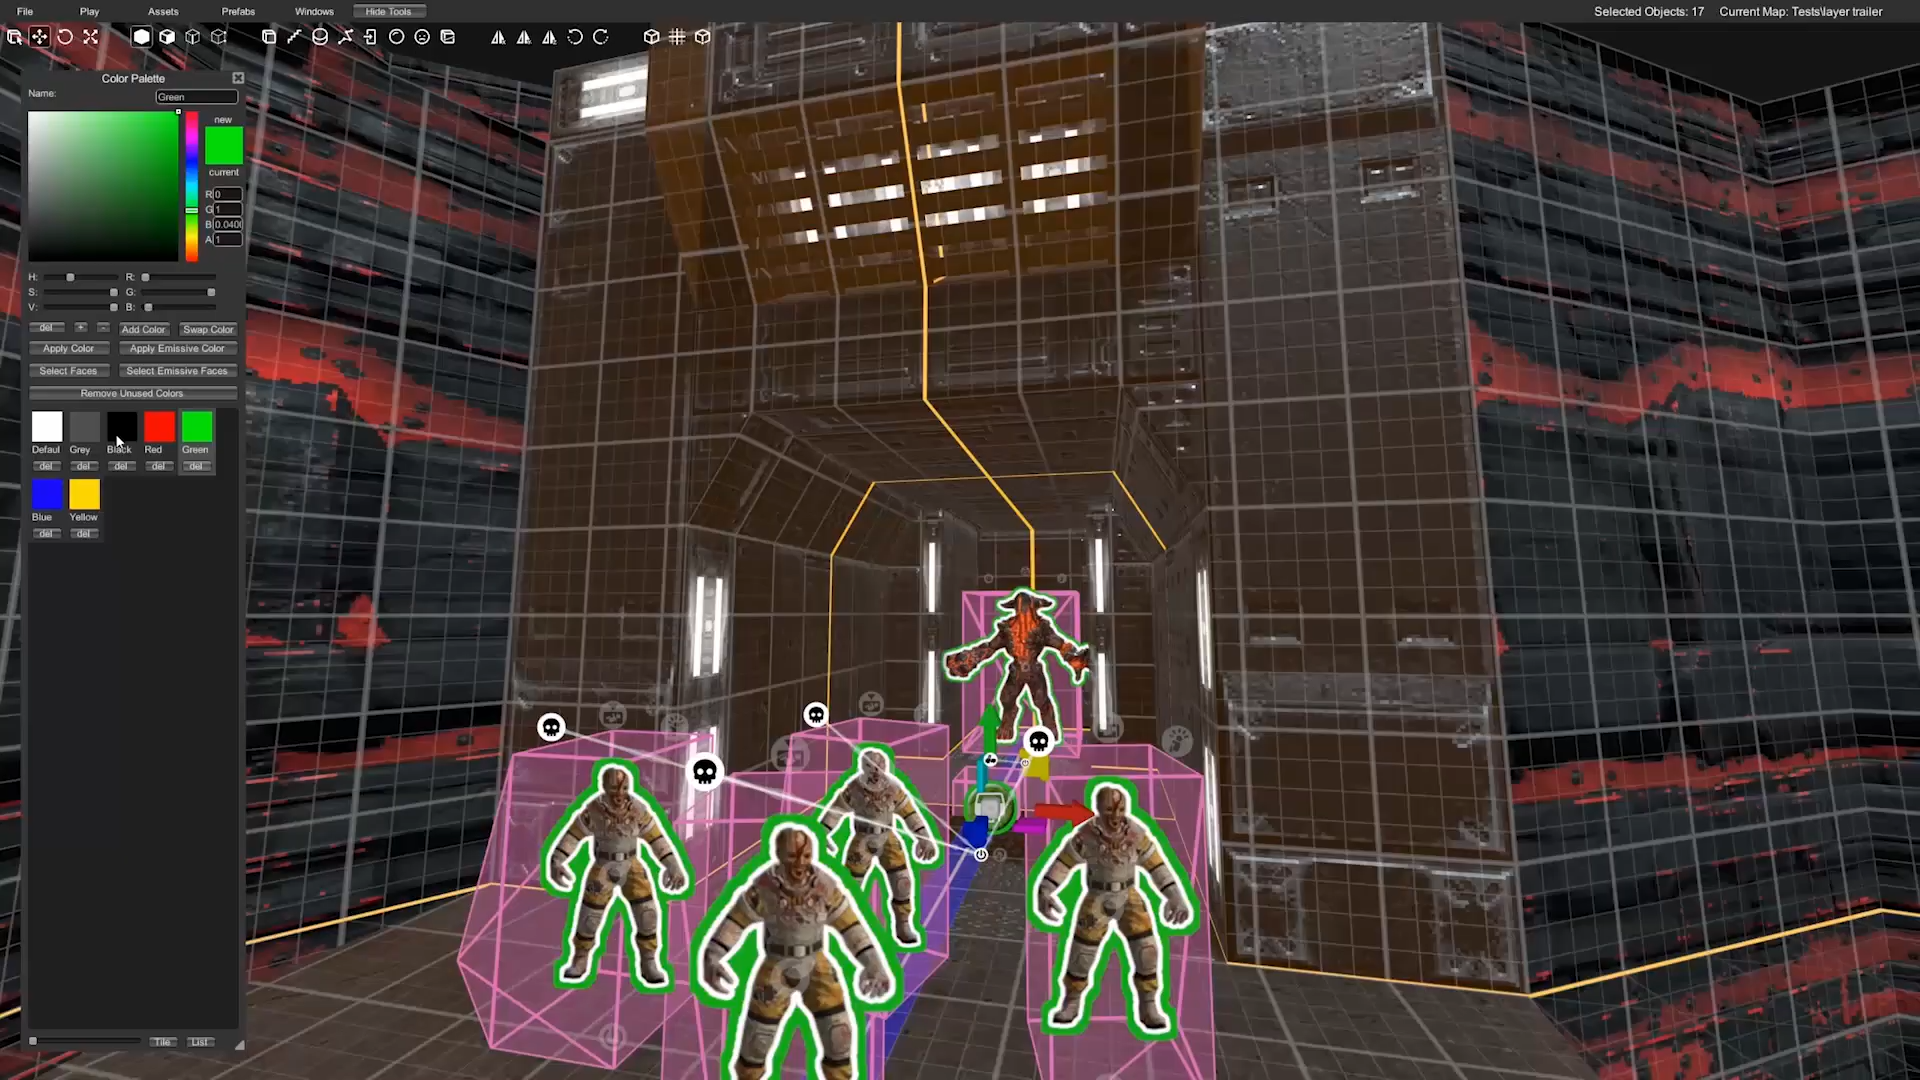 File Play Assets Prefabs Windows Hide Tools Selected Objects: 17 Current Map: Tests\layer trailer
Color Palette
Name: Green
new
current
R 0
G 1
B 0.040
A 1
H: R:
S: G:
V: B:
del + - Add Color Swap Color
Apply Color Apply Emissive Color
Select Faces Select Emissive Faces
Remove Unused Colors
Defaul Grey Black Red Green
del del del del del
Blue Yellow
del del
Tile List